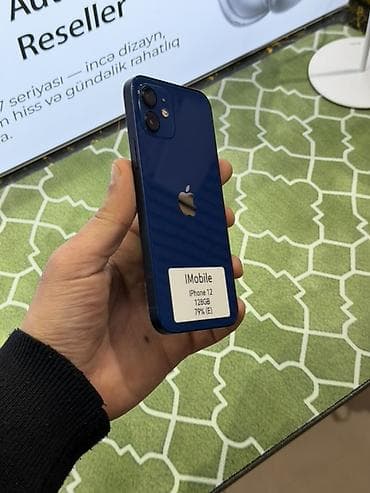 Reseller
7 seriyası — incə dizayn,
hiss və gündəlik rahatlıq
IMobile
IPhone 12
128GB
79% (E)